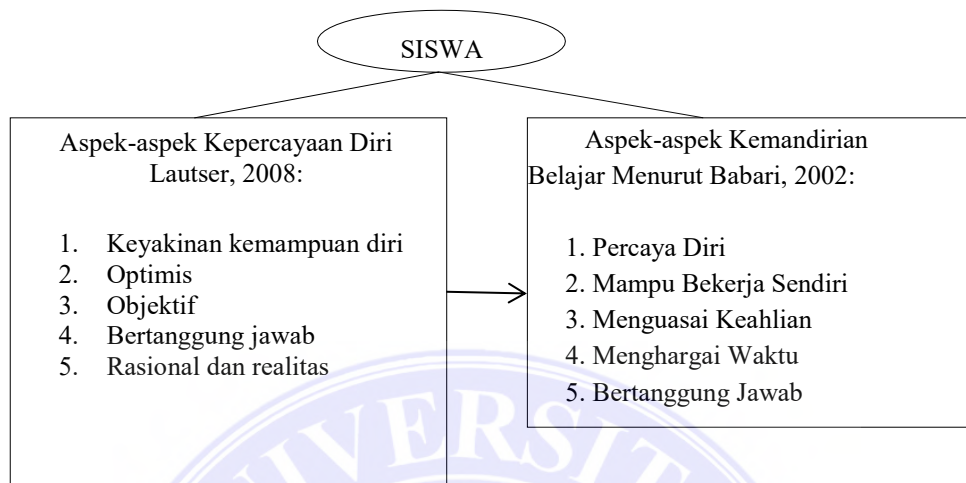 SISWA
Aspek-aspek Kepercayaan Diri
Lautser, 2008:
1. Keyakinan kemampuan diri
2. Optimis
3. Objektif
4. Bertanggung jawab
5. Rasional dan realitas
Aspek-aspek Kemandirian
Belajar Menurut Babari, 2002:
1. Percaya Diri
2. Mampu Bekerja Sendiri
3. Menguasai Keahlian
4. Menghargai Waktu
5. Bertanggung Jawab
IVERSIT